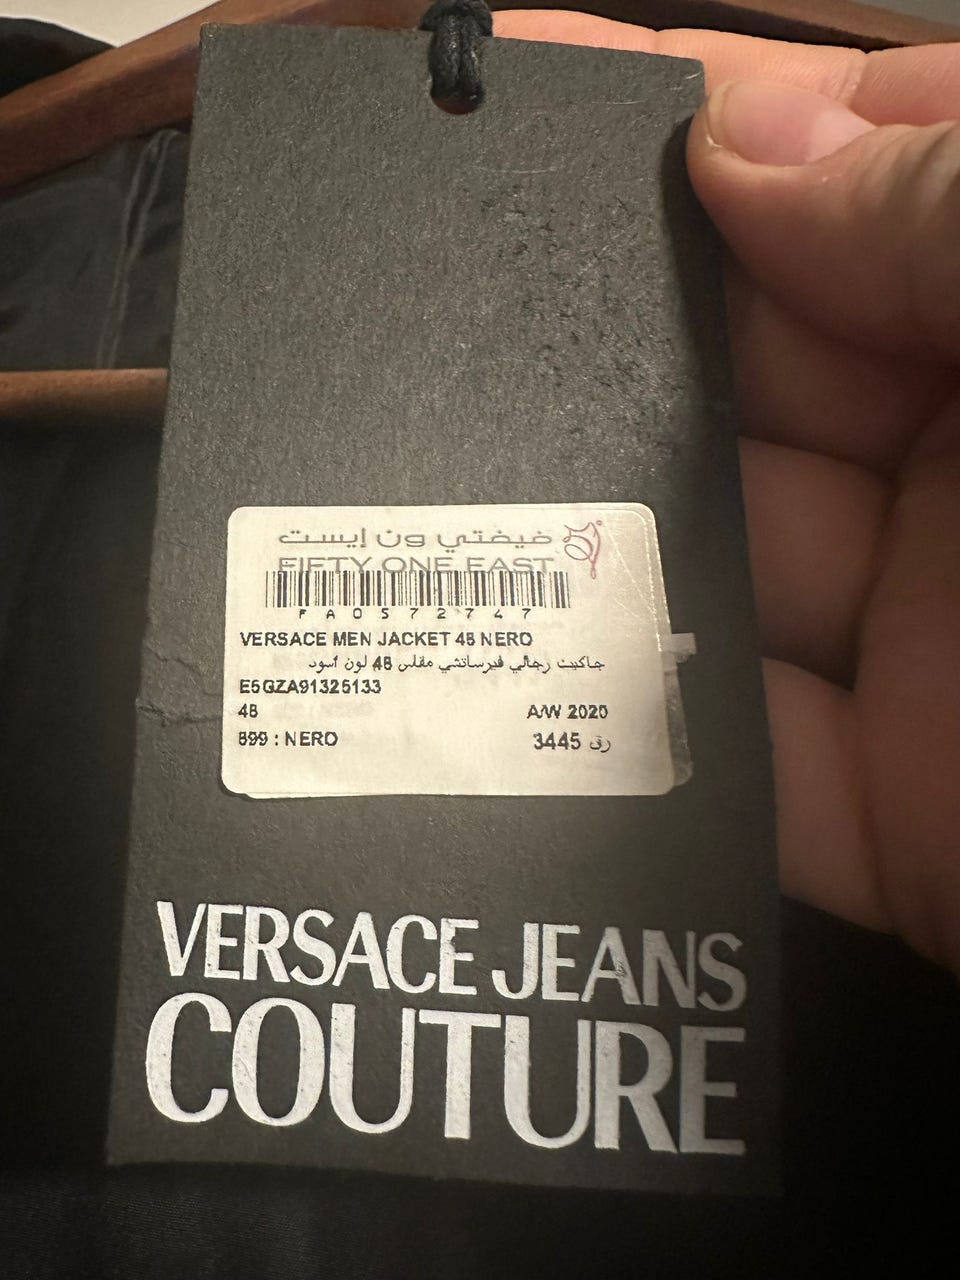 فيفتي ون إيست
FIFTY ONE EAST
FA0572747
VERSACE MEN JACKET 48 NERO
جاكيت رجالي فيرساتشي مقاس 48 لون اسود
E5GZA91325133
48
A/W 2020
899 : NERO
3445 رق
VERSACE JEANS
COUTURE